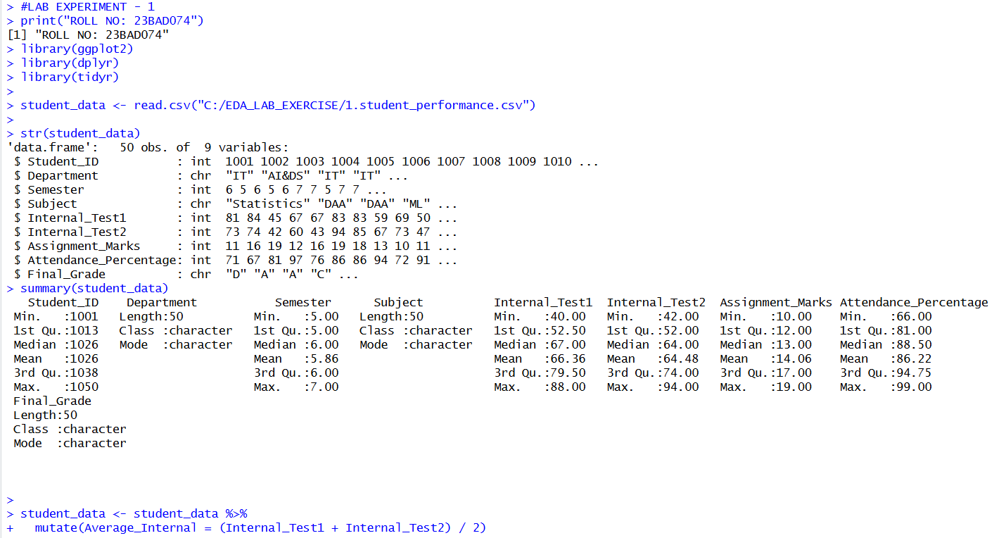 > #LAB EXPERIMENT - 1
> print("ROLL NO: 23BAD074")
[1] "ROLL NO: 23BAD074"
> library(ggplot2)
> library(dplyr)
> library(tidyr)
>
> student_data <- read.csv("C:/EDA_LAB_EXERCISE/1.student_performance.csv")
>
> str(student_data)
'data.frame':   50 obs. of  9 variables:
 $ Student_ID           : int  1001 1002 1003 1004 1005 1006 1007 1008 1009 1010 ...
 $ Department           : chr  "IT" "AI&DS" "IT" "IT" ...
 $ Semester             : int  6 5 6 5 6 7 7 5 7 7 ...
 $ Subject              : chr  "Statistics" "DAA" "DAA" "ML" ...
 $ Internal_Test1       : int  81 84 45 67 67 83 83 59 69 50 ...
 $ Internal_Test2       : int  73 74 42 60 43 94 85 67 73 47 ...
 $ Assignment_Marks     : int  11 16 19 12 16 19 18 13 10 11 ...
 $ Attendance_Percentage: int  71 67 81 97 76 86 86 94 72 91 ...
 $ Final_Grade          : chr  "D" "A" "A" "C" ...
> summary(student_data)
   Student_ID    Department           Semester      Subject          Internal_Test1  Internal_Test2  Assignment_Marks Attendance_Percentage
 Min.   :1001   Length:50          Min.   :5.00   Length:50          Min.   :40.00   Min.   :42.00   Min.   :10.00    Min.   :66.00
 1st Qu.:1013   Class :character   1st Qu.:5.00   Class :character   1st Qu.:52.50   1st Qu.:52.00   1st Qu.:12.00    1st Qu.:81.00
 Median :1026   Mode  :character   Median :6.00   Mode  :character   Median :67.00   Median :64.00   Median :13.00    Median :88.50
 Mean   :1026                      Mean   :5.86                      Mean   :66.36   Mean   :64.48   Mean   :14.06    Mean   :86.22
 3rd Qu.:1038                      3rd Qu.:6.00                      3rd Qu.:79.50   3rd Qu.:74.00   3rd Qu.:17.00    3rd Qu.:94.75
 Max.   :1050                      Max.   :7.00                      Max.   :88.00   Max.   :94.00   Max.   :19.00    Max.   :99.00
 Final_Grade
 Length:50
 Class :character
 Mode  :character
>
> student_data <- student_data %>%
+   mutate(Average_Internal = (Internal_Test1 + Internal_Test2) / 2)